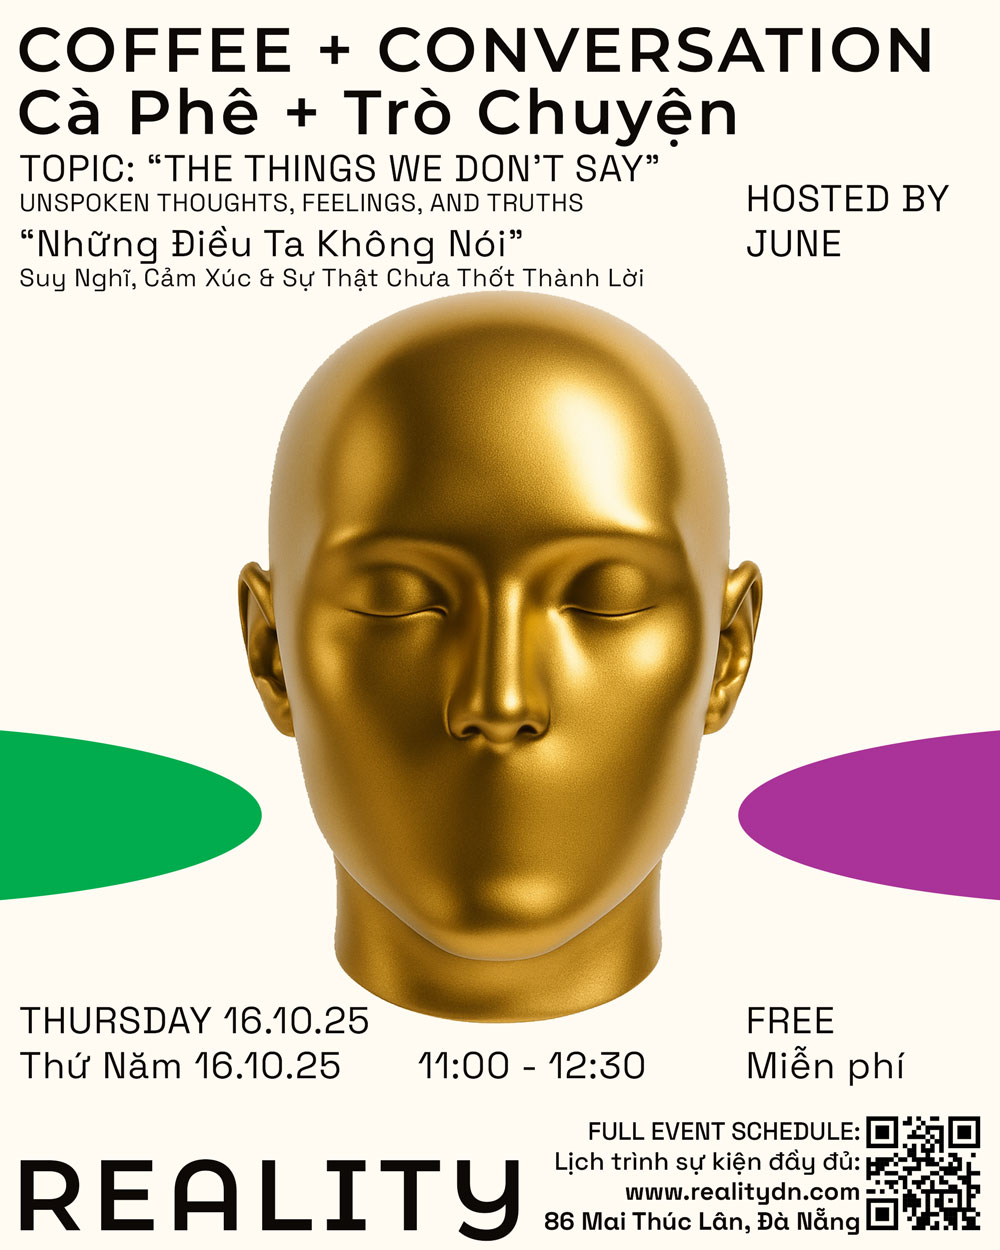 COFFEE + CONVERSATION
Cà Phê + Trò Chuyện
TOPIC: “THE THINGS WE DON’T SAY”
UNSPOKEN THOUGHTS, FEELINGS, AND TRUTHS
“Những Điều Ta Không Nói”
Suy Nghĩ, Cảm Xúc & Sự Thật Chưa Thốt Thành Lời
HOSTED BY
JUNE
THURSDAY 16.10.25
Thứ Năm 16.10.25
11:00 - 12:30
FREE
Miễn phí
REALITY
FULL EVENT SCHEDULE:
Lịch trình sự kiện đầy đủ:
www.realitydn.com
86 Mai Thúc Lân, Đà Nẵng